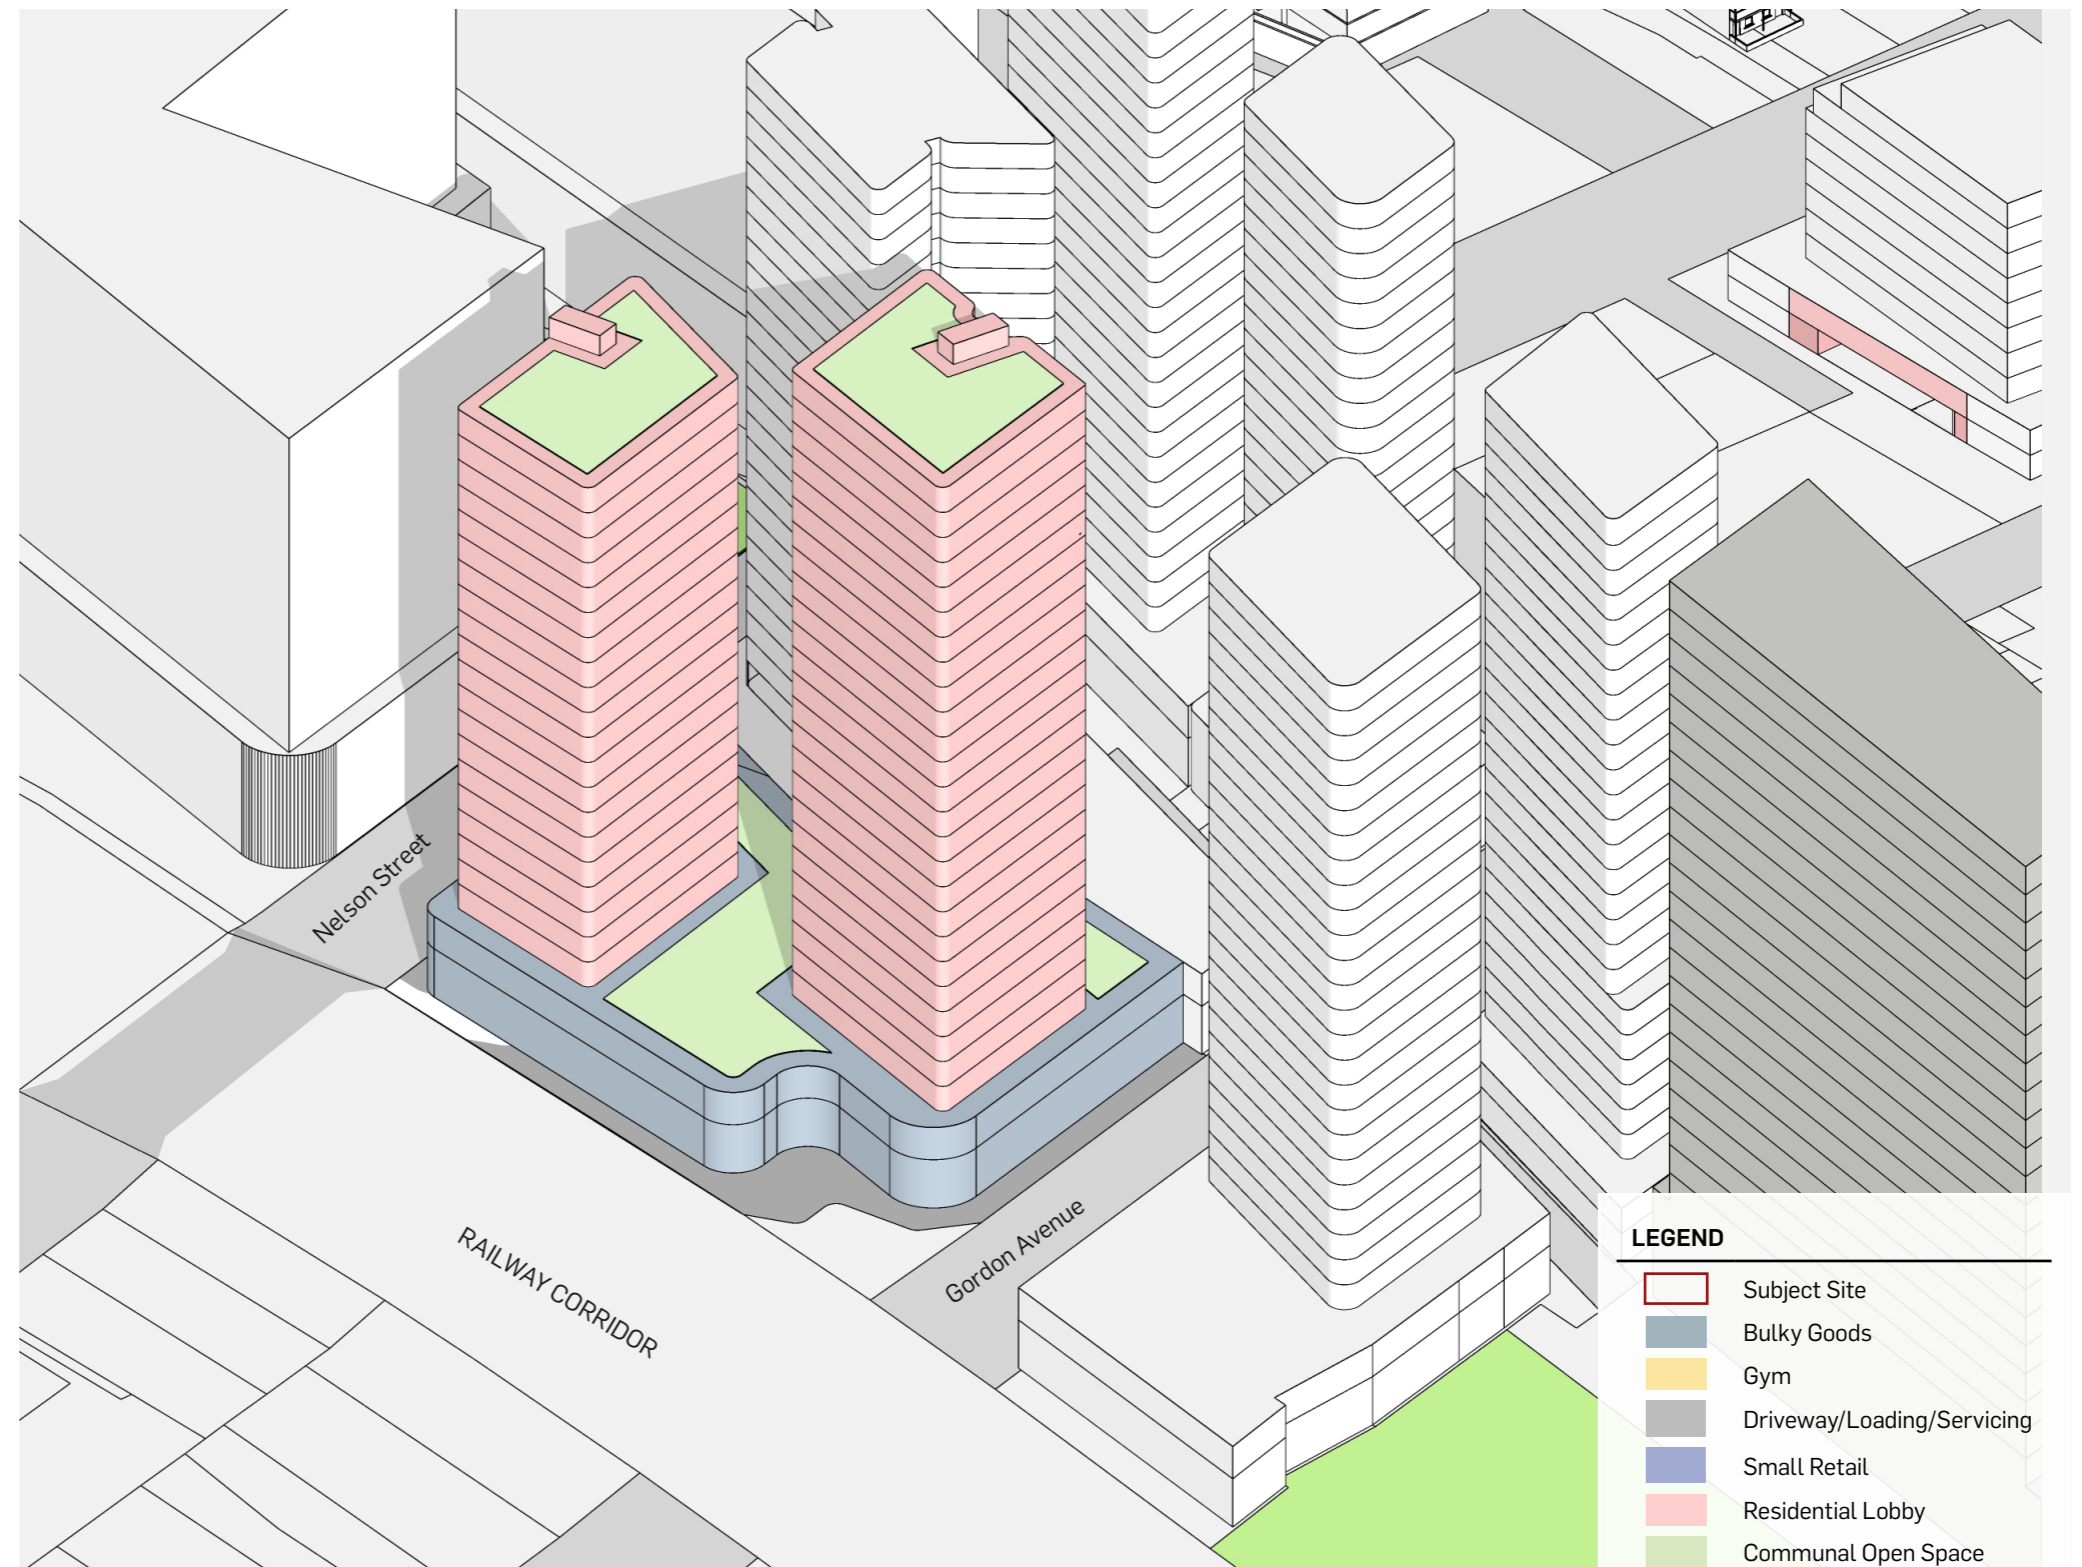 Nelson Street
Gordon Avenue
RAILWAY CORRIDOR
LEGEND
Subject Site
Bulky Goods
Gym
Driveway/Loading/Servicing
Small Retail
Residential Lobby
Communal Open Space